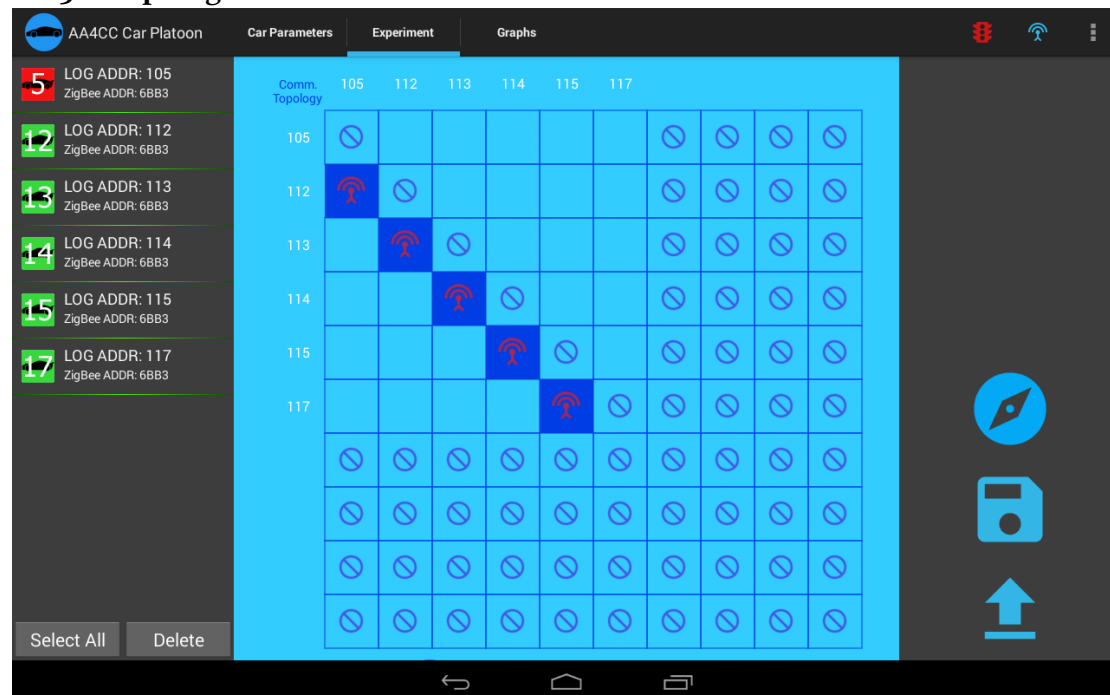 AA4CC Car Platoon
Car Parameters
Experiment
Graphs
5
LOG ADDR: 105
ZigBee ADDR: 6BB3
12
LOG ADDR: 112
ZigBee ADDR: 6BB3
13
LOG ADDR: 113
ZigBee ADDR: 6BB3
14
LOG ADDR: 114
ZigBee ADDR: 6BB3
15
LOG ADDR: 115
ZigBee ADDR: 6BB3
17
LOG ADDR: 117
ZigBee ADDR: 6BB3
Select All
Delete
Comm.
Topology
105 112 113 114 115 117
105
112
113
114
115
117